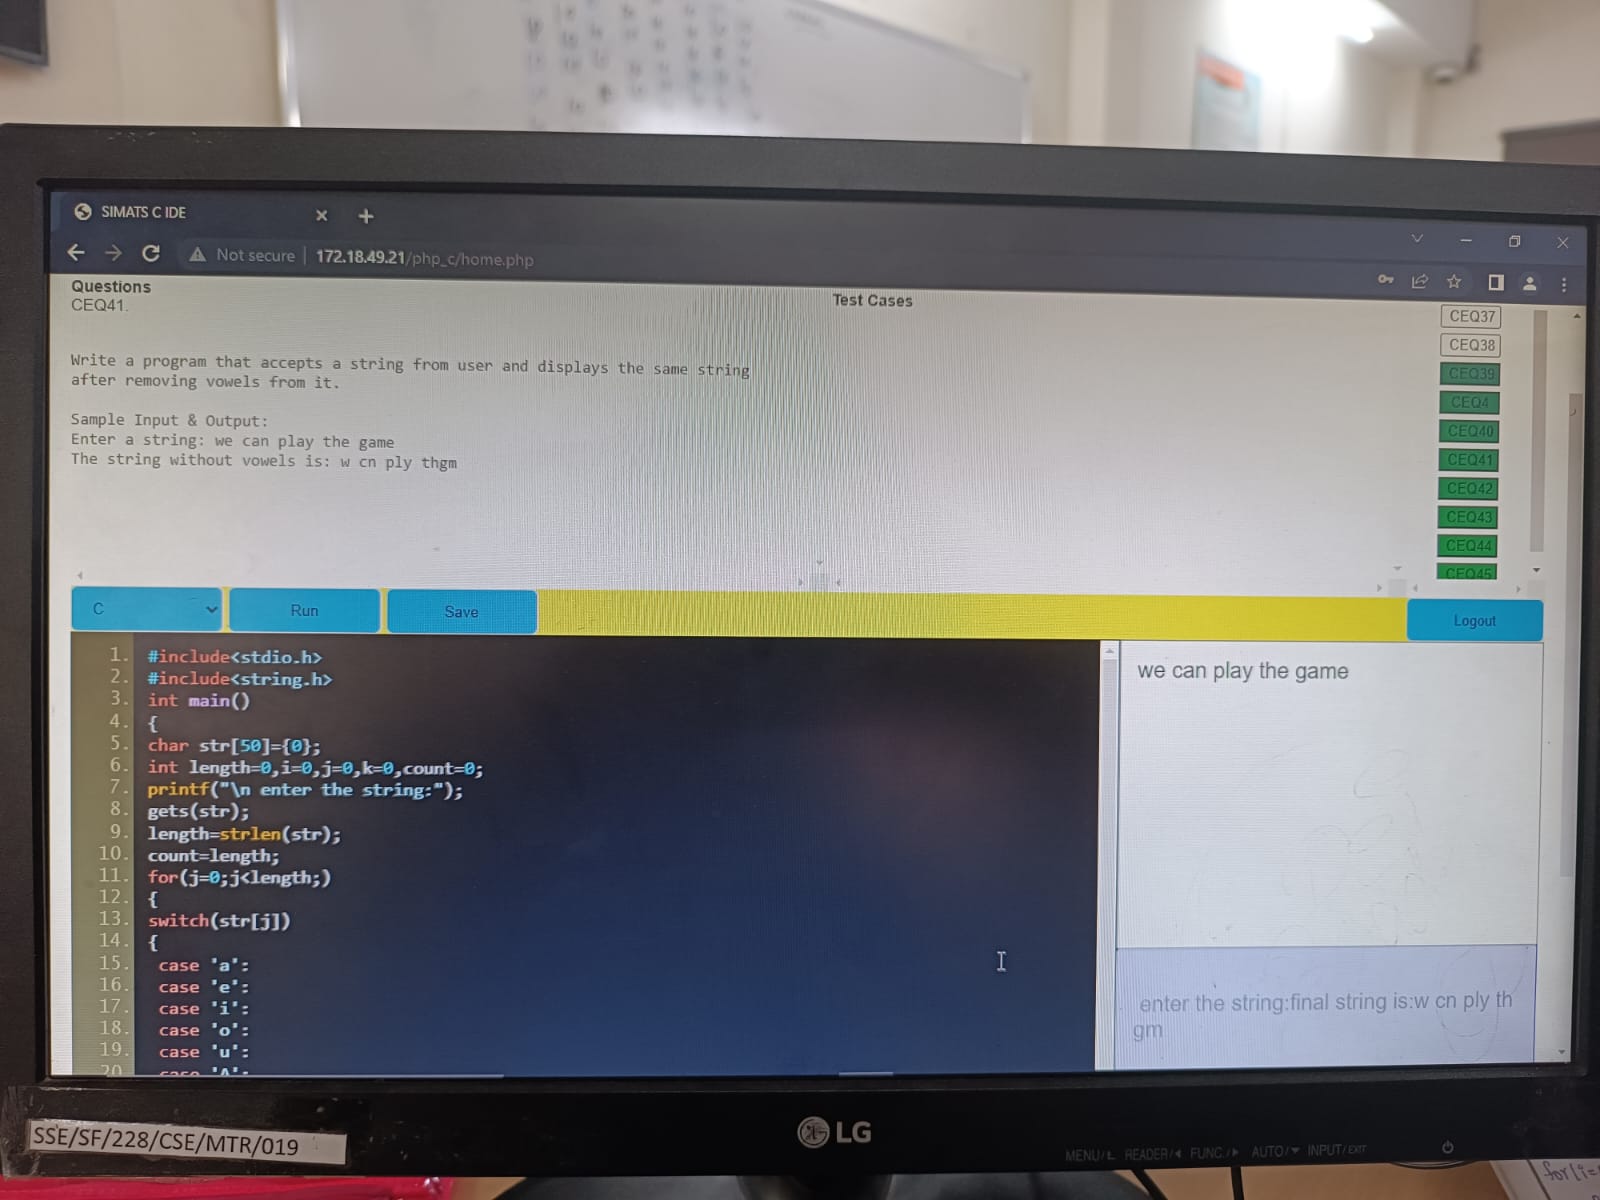 SIMATS C IDE
Not secure | 172.18.49.21/php_c/home.php
Questions
CEQ41.
Test Cases
Write a program that accepts a string from user and displays the same string
after removing vowels from it.
Sample Input & Output:
Enter a string: we can play the game
The string without vowels is: w cn ply thgm
CEQ37
CEQ38
CEQ39
CEQ4
CEQ40
CEQ41
CEQ42
CEQ43
CEQ44
CEQ45
C
Run
Save
Logout
1. #include<stdio.h>
2. #include<string.h>
3. int main()
4. {
5. char str[50]={0};
6. int length=0,i=0,j=0,k=0,count=0;
7. printf("\n enter the string:");
8. gets(str);
9. length=strlen(str);
10. count=length;
11. for(j=0;j<length;)
12. {
13. switch(str[j])
14. {
15. case 'a':
16. case 'e':
17. case 'i':
18. case 'o':
19. case 'u':
20. case 'A':
we can play the game
enter the string:final string is:w cn ply th
gm
SSE/SF/228/CSE/MTR/019
LG
MENU/ READER/ FUNC./ AUTO/ INPUT/EXIT